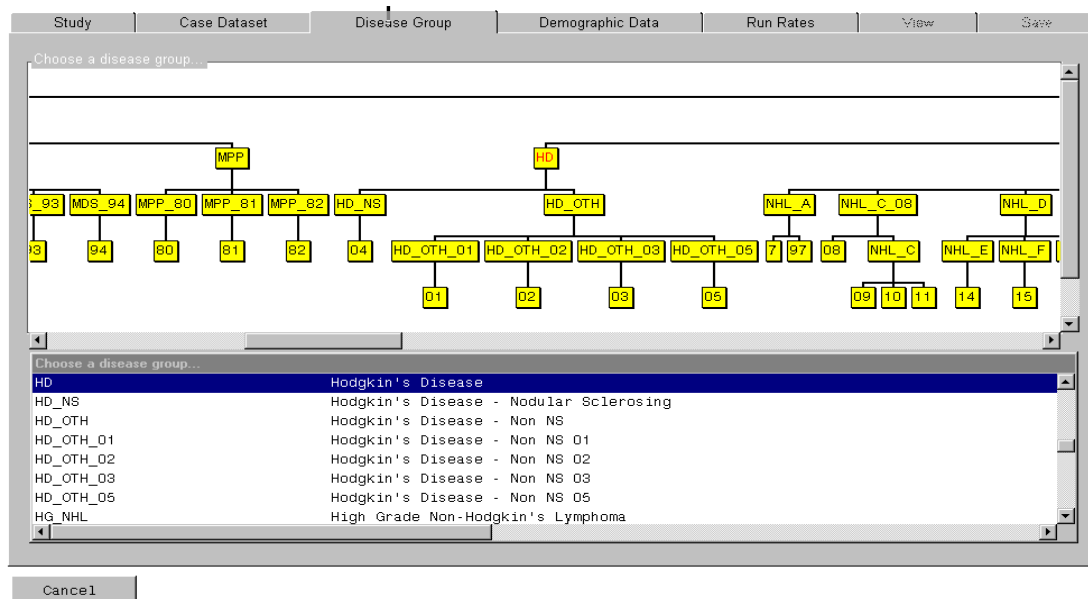 Study Case Dataset Disease Group Demographic Data Run Rates View Save
Choose a disease group...
MPP HD
S_93 MDS_94 MPP_80 MPP_81 MPP_82 HD_NS HD_OTH NHL_A NHL_C_08 NHL_D
93 94 80 81 82 04 HD_OTH_01 HD_OTH_02 HD_OTH_03 HD_OTH_05 7 97 08 NHL_C NHL_E NHL_F
01 02 03 05 09 10 11 14 15
Choose a disease group...
HD Hodgkin's Disease
HD_NS Hodgkin's Disease - Nodular Sclerosing
HD_OTH Hodgkin's Disease - Non NS
HD_OTH_01 Hodgkin's Disease - Non NS 01
HD_OTH_02 Hodgkin's Disease - Non NS 02
HD_OTH_03 Hodgkin's Disease - Non NS 03
HD_OTH_05 Hodgkin's Disease - Non NS 05
HG_NHL High Grade Non-Hodgkin's Lymphoma
Cancel